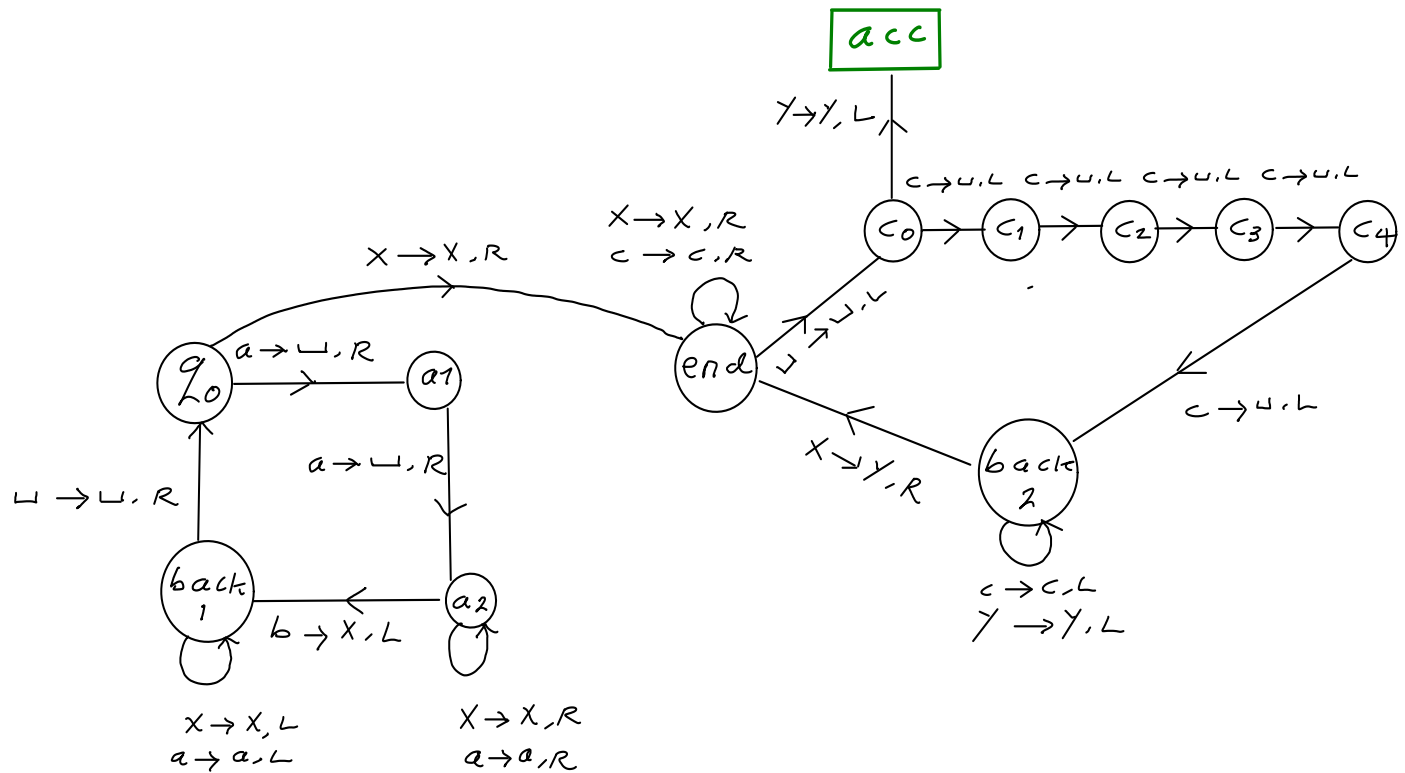 acc
Y→Y, L
c→⊔, L c→⊔, L c→⊔, L c→⊔, L
X→X, R
c→c, R
C0 C1 C2 C3 C4
X→X, R
⊔→⊔, L
q0
a→⊔, R
a1
end
c→⊔, L
a→⊔, R
X→Y, R
back
2
⊔→⊔, R
back
1
a2
b→X, L
c→c, L
Y→Y, L
X→X, L
a→a, L
X→X, R
a→a, R